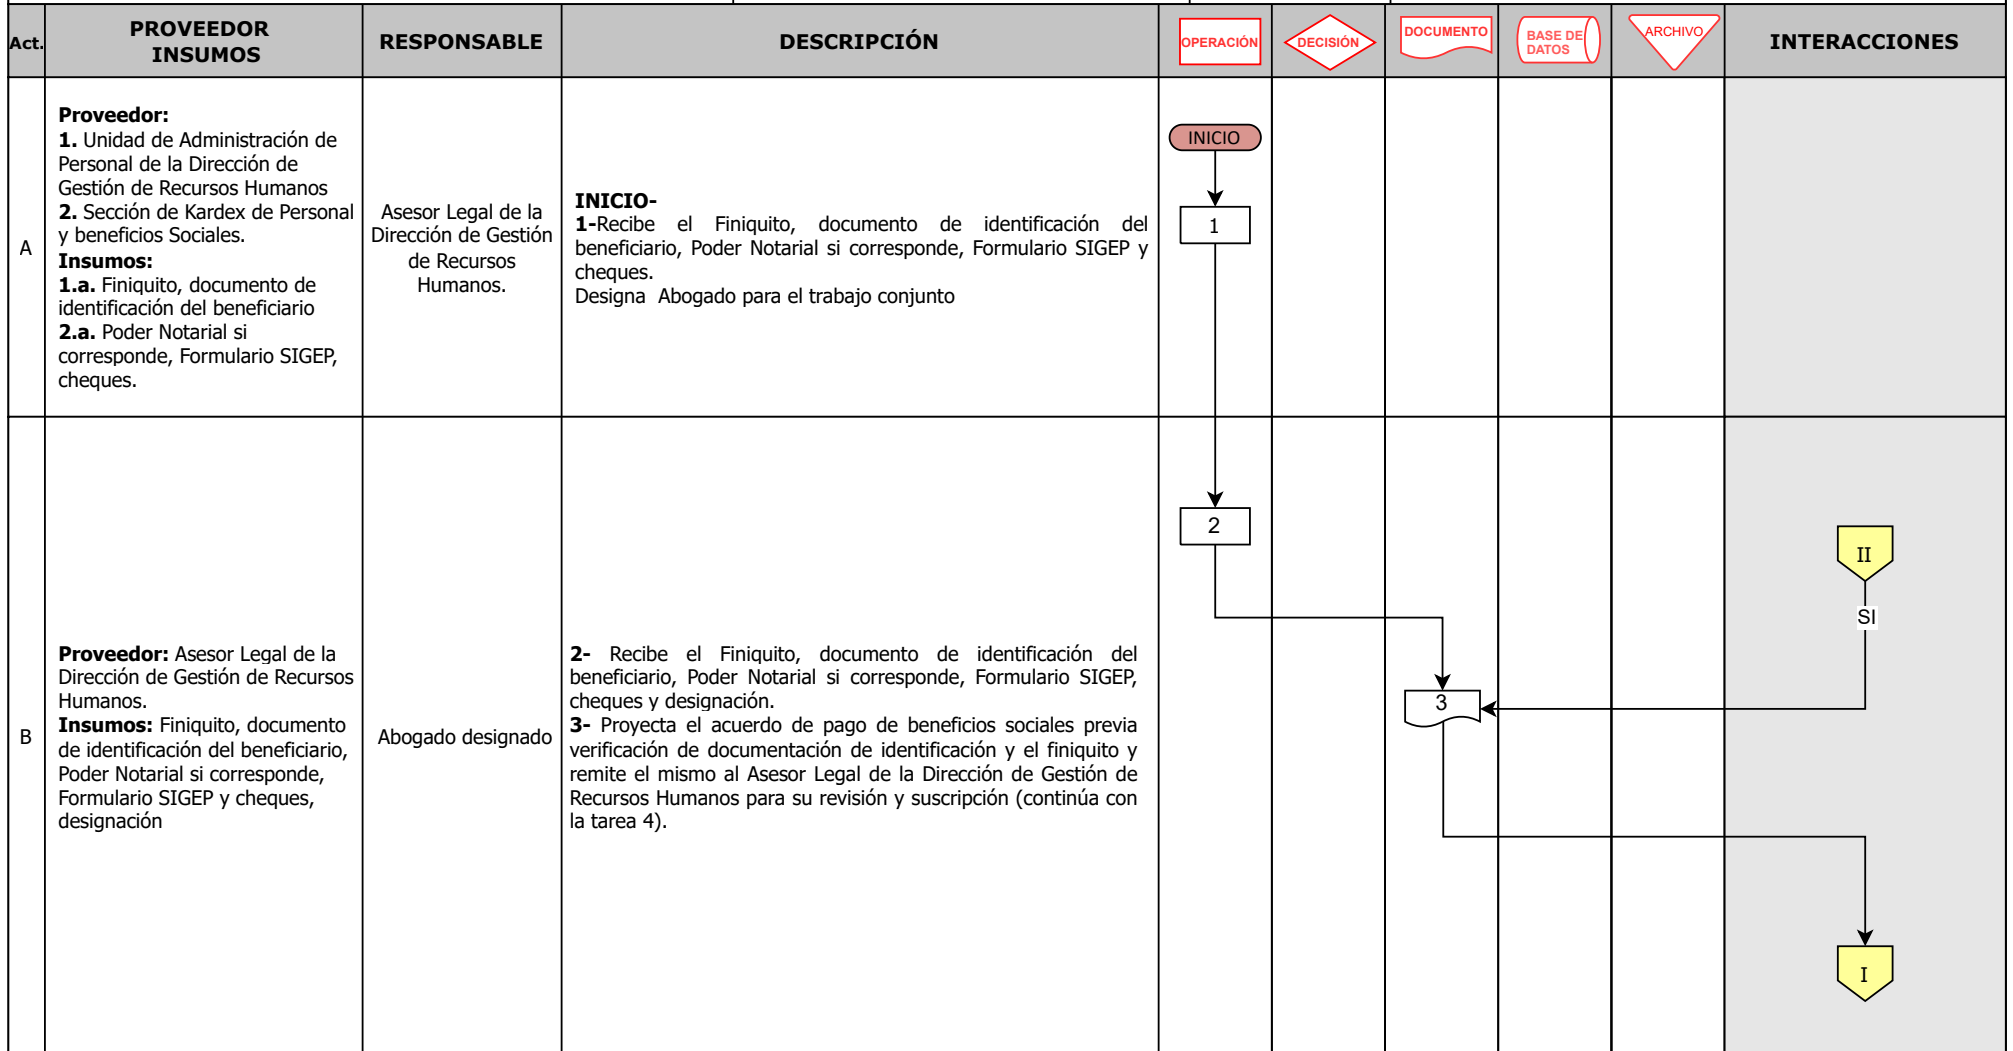 Act.
PROVEEDOR
INSUMOS
RESPONSABLE
DESCRIPCIÓN
OPERACIÓN
DECISIÓN
DOCUMENTO
BASE DE
DATOS
ARCHIVO
INTERACCIONES
A
Proveedor:
1. Unidad de Administración de
Personal de la Dirección de
Gestión de Recursos Humanos
2. Sección de Kardex de Personal
y beneficios Sociales.
Insumos:
1.a. Finiquito, documento de
identificación del beneficiario
2.a. Poder Notarial si
corresponde, Formulario SIGEP,
cheques.
Asesor Legal de la
Dirección de Gestión
de Recursos
Humanos.
INICIO-
1-Recibe el Finiquito, documento de identificación del
beneficiario, Poder Notarial si corresponde, Formulario SIGEP y
cheques.
Designa Abogado para el trabajo conjunto
INICIO
1
B
Proveedor: Asesor Legal de la
Dirección de Gestión de Recursos
Humanos.
Insumos: Finiquito, documento
de identificación del beneficiario,
Poder Notarial si corresponde,
Formulario SIGEP y cheques,
designación
Abogado designado
2- Recibe el Finiquito, documento de identificación del
beneficiario, Poder Notarial si corresponde, Formulario SIGEP,
cheques y designación.
3- Proyecta el acuerdo de pago de beneficios sociales previa
verificación de documentación de identificación y el finiquito y
remite el mismo al Asesor Legal de la Dirección de Gestión de
Recursos Humanos para su revisión y suscripción (continúa con
la tarea 4).
2
II
SI
3
I